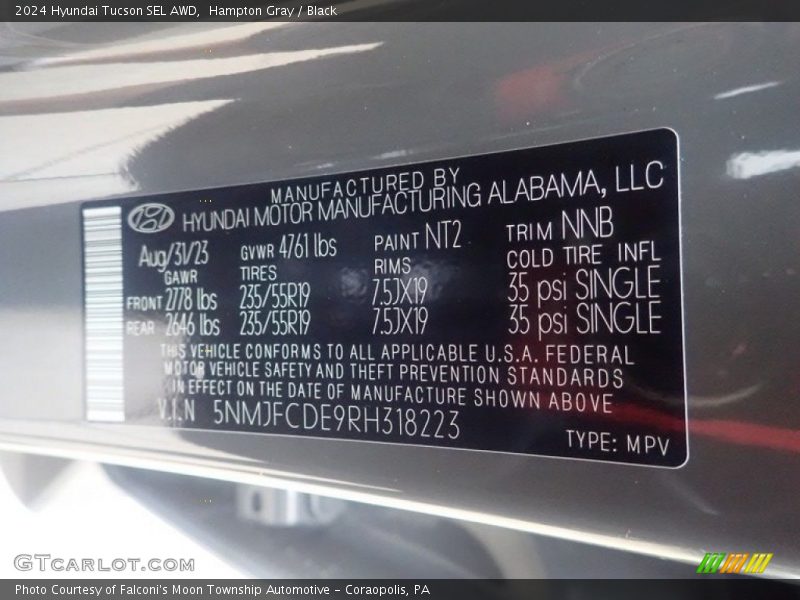 2024 Hyundai Tucson SEL AWD,  Hampton Gray / Black
MANUFACTURED BY
HYUNDAI MOTOR MANUFACTURING ALABAMA, LLC
Aug/31/23 GVWR 4761 lbs PAINT NT2 TRIM NNB
GAWR TIRES RIMS COLD TIRE INFL
FRONT 2778 lbs 235/55R19 7.5JX19 35 psi SINGLE
REAR 2646 lbs 235/55R19 7.5JX19 35 psi SINGLE
THIS VEHICLE CONFORMS TO ALL APPLICABLE U.S.A. FEDERAL
MOTOR VEHICLE SAFETY AND THEFT PREVENTION STANDARDS
IN EFFECT ON THE DATE OF MANUFACTURE SHOWN ABOVE
V.I.N 5NMJFCDE9RH318223
TYPE: MPV
GTcarlot.com
Photo Courtesy of Falconi's Moon Township Automotive - Coraopolis, PA